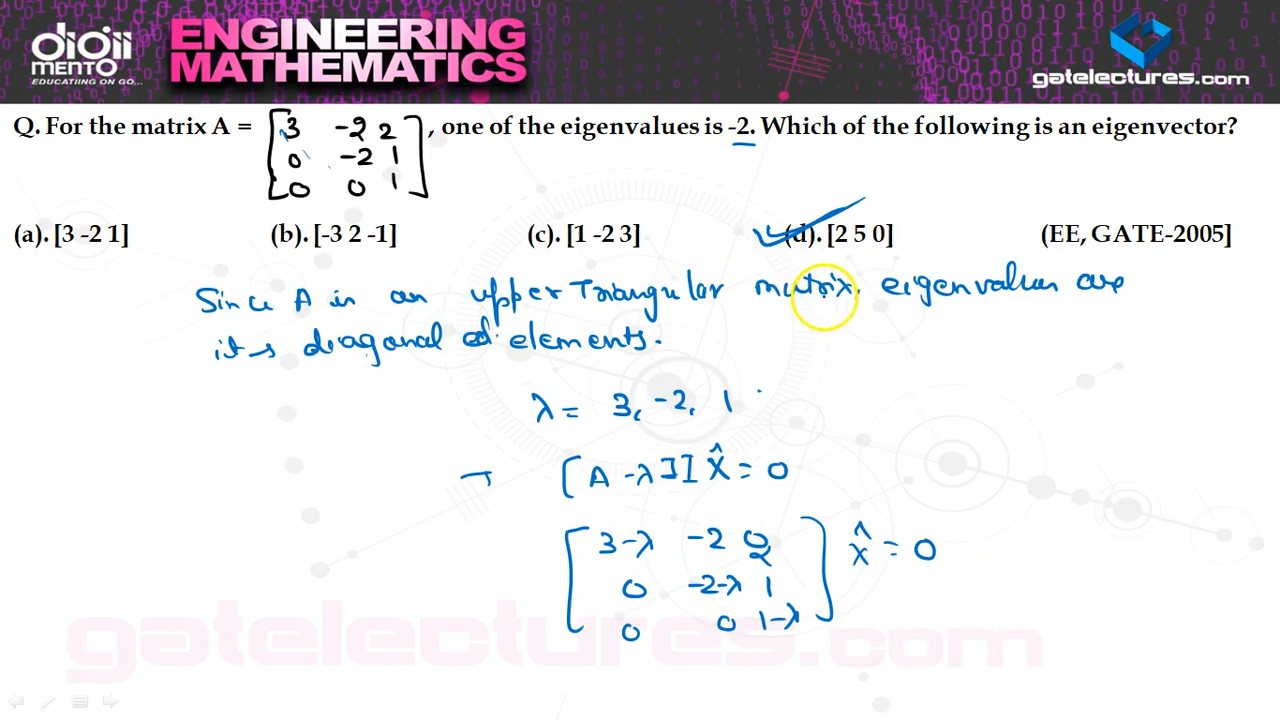 digii MENTO EDUCATIING ON GO... ENGINEERING MATHEMATICS gatelectures.com
Q. For the matrix A = [3 -2 2, one of the eigenvalues is -2. Which of the following is an eigenvector?
0 -2 1
0 0 1]
(a). [3 -2 1] (b). [-3 2 -1] (c). [1 -2 3] (d). [2 5 0] (EE, GATE-2005]
Since A is an upper Triangular matrix, eigenvalues are
its diagonal elements.
λ = 3, -2, 1
→ [A - λI] X̂ = 0
[3-λ -2 2
0 -2-λ 1 ] X̂ = 0
0 0 1-λ
gatelectures.com